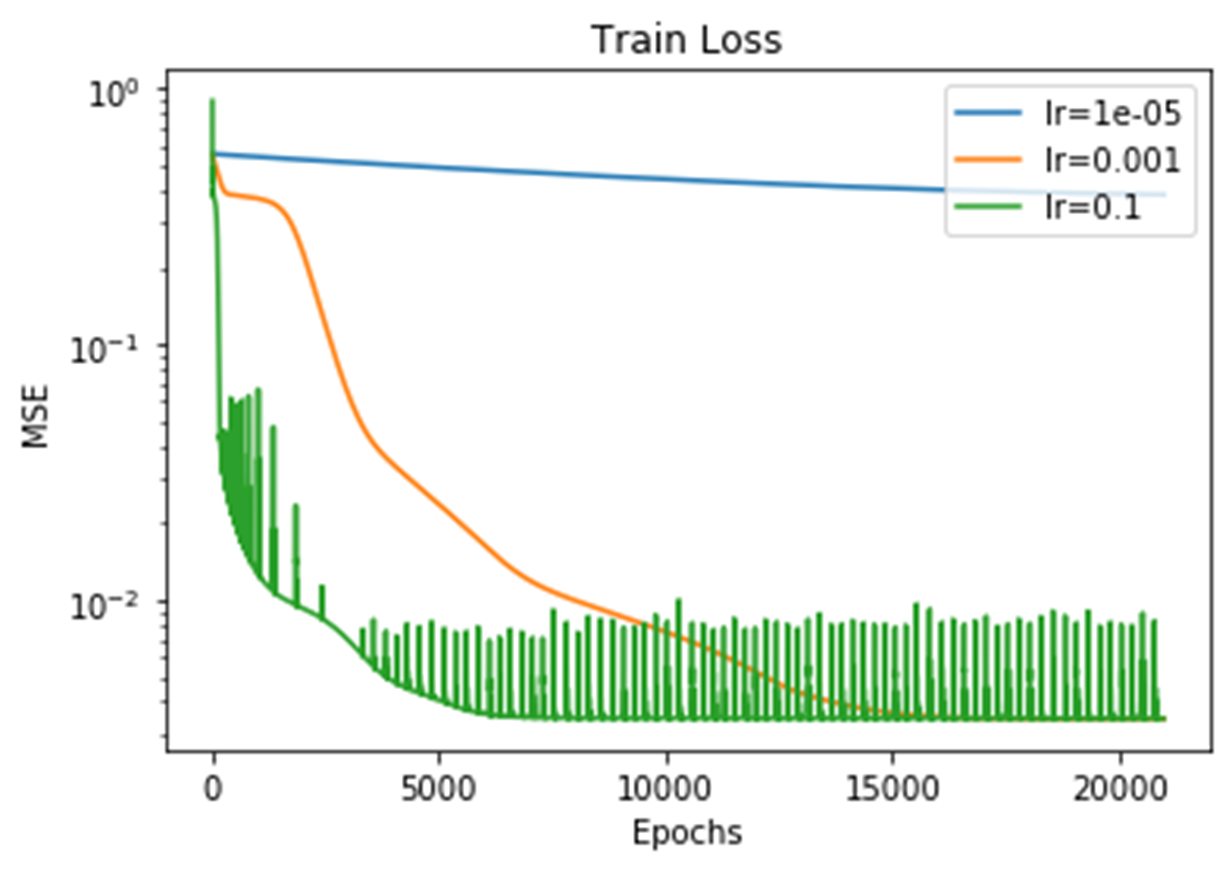 Train Loss
10⁰
10⁻¹
10⁻²
MSE
lr=1e-05
lr=0.001
lr=0.1
0 5000 10000 15000 20000
Epochs